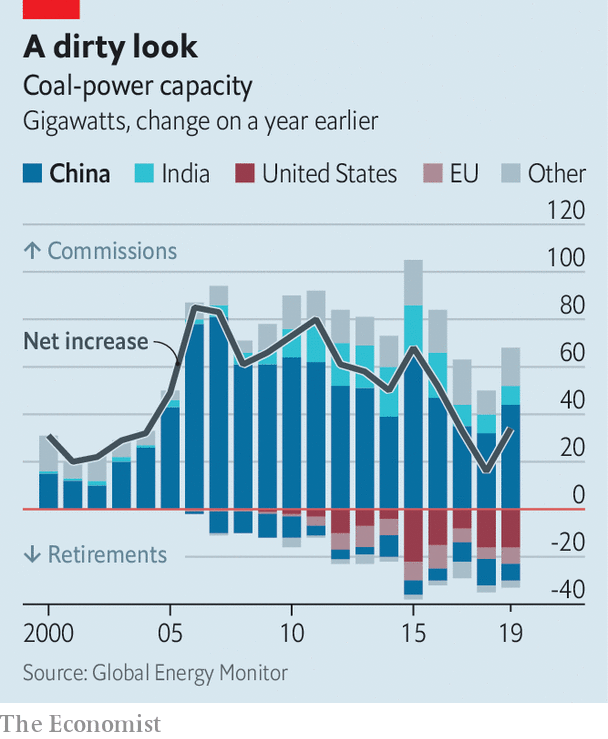 A dirty look
Coal-power capacity
Gigawatts, change on a year earlier
China India United States EU Other
120
↑ Commissions
100
80
Net increase
60
40
20
0
↓ Retirements
-20
-40
2000 05 10 15 19
Source: Global Energy Monitor
The Economist